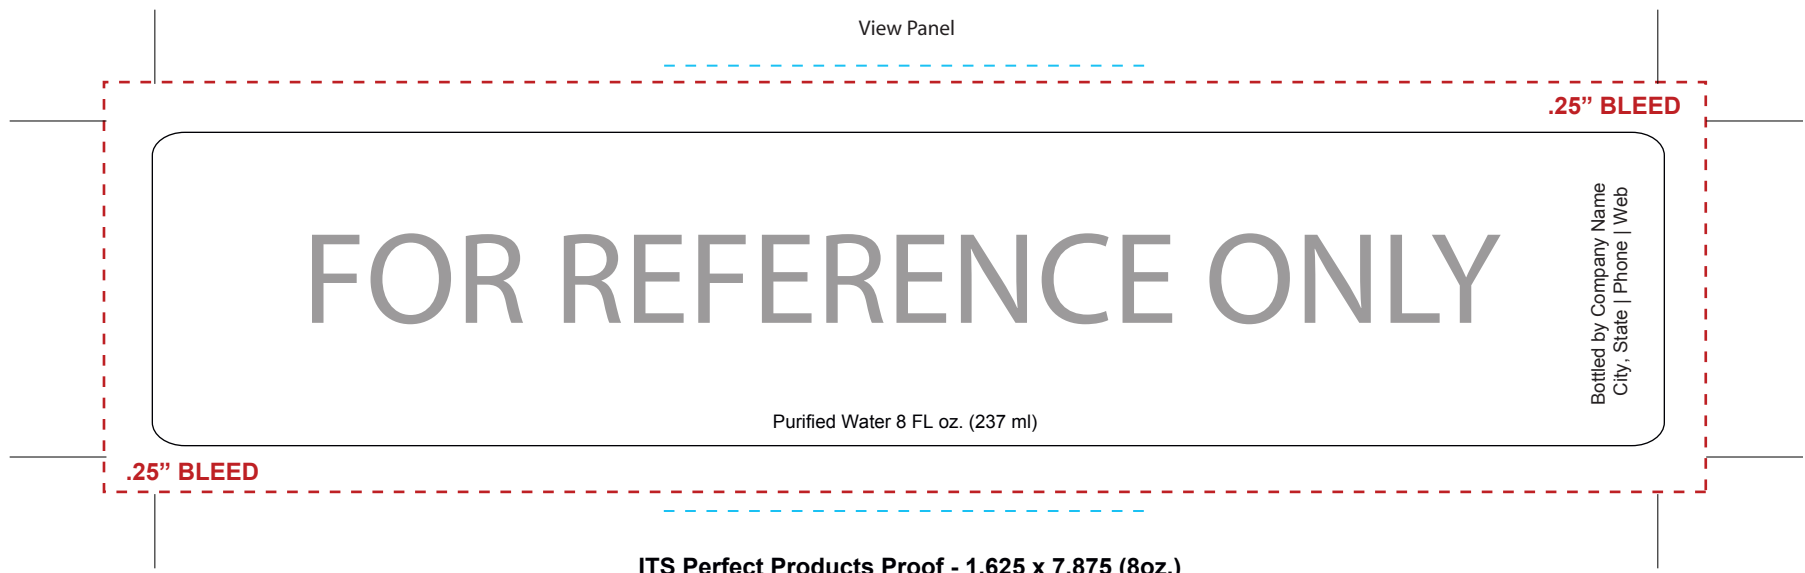 View Panel
.25” BLEED
FOR REFERENCE ONLY
Bottled by Company Name
City, State | Phone | Web
Purified Water 8 FL oz. (237 ml)
.25” BLEED
ITS Perfect Products Proof - 1.625 x 7.875 (8oz.)